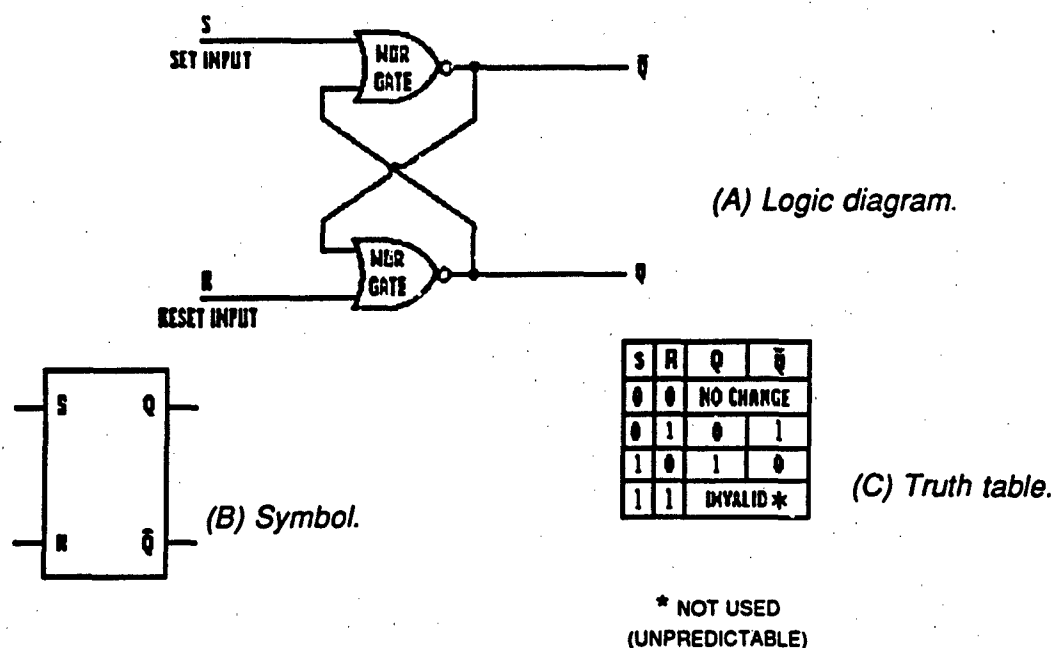 S
SET INPUT
NOR
GATE
Q̄
(A) Logic diagram.
NOR
GATE
Q
R
RESET INPUT
S R Q Q̄
0 0 NO CHANGE
0 1 0 1
1 0 1 0
1 1 INVALID *
(C) Truth table.
S Q
R Q̄
(B) Symbol.
* NOT USED
(UNPREDICTABLE)